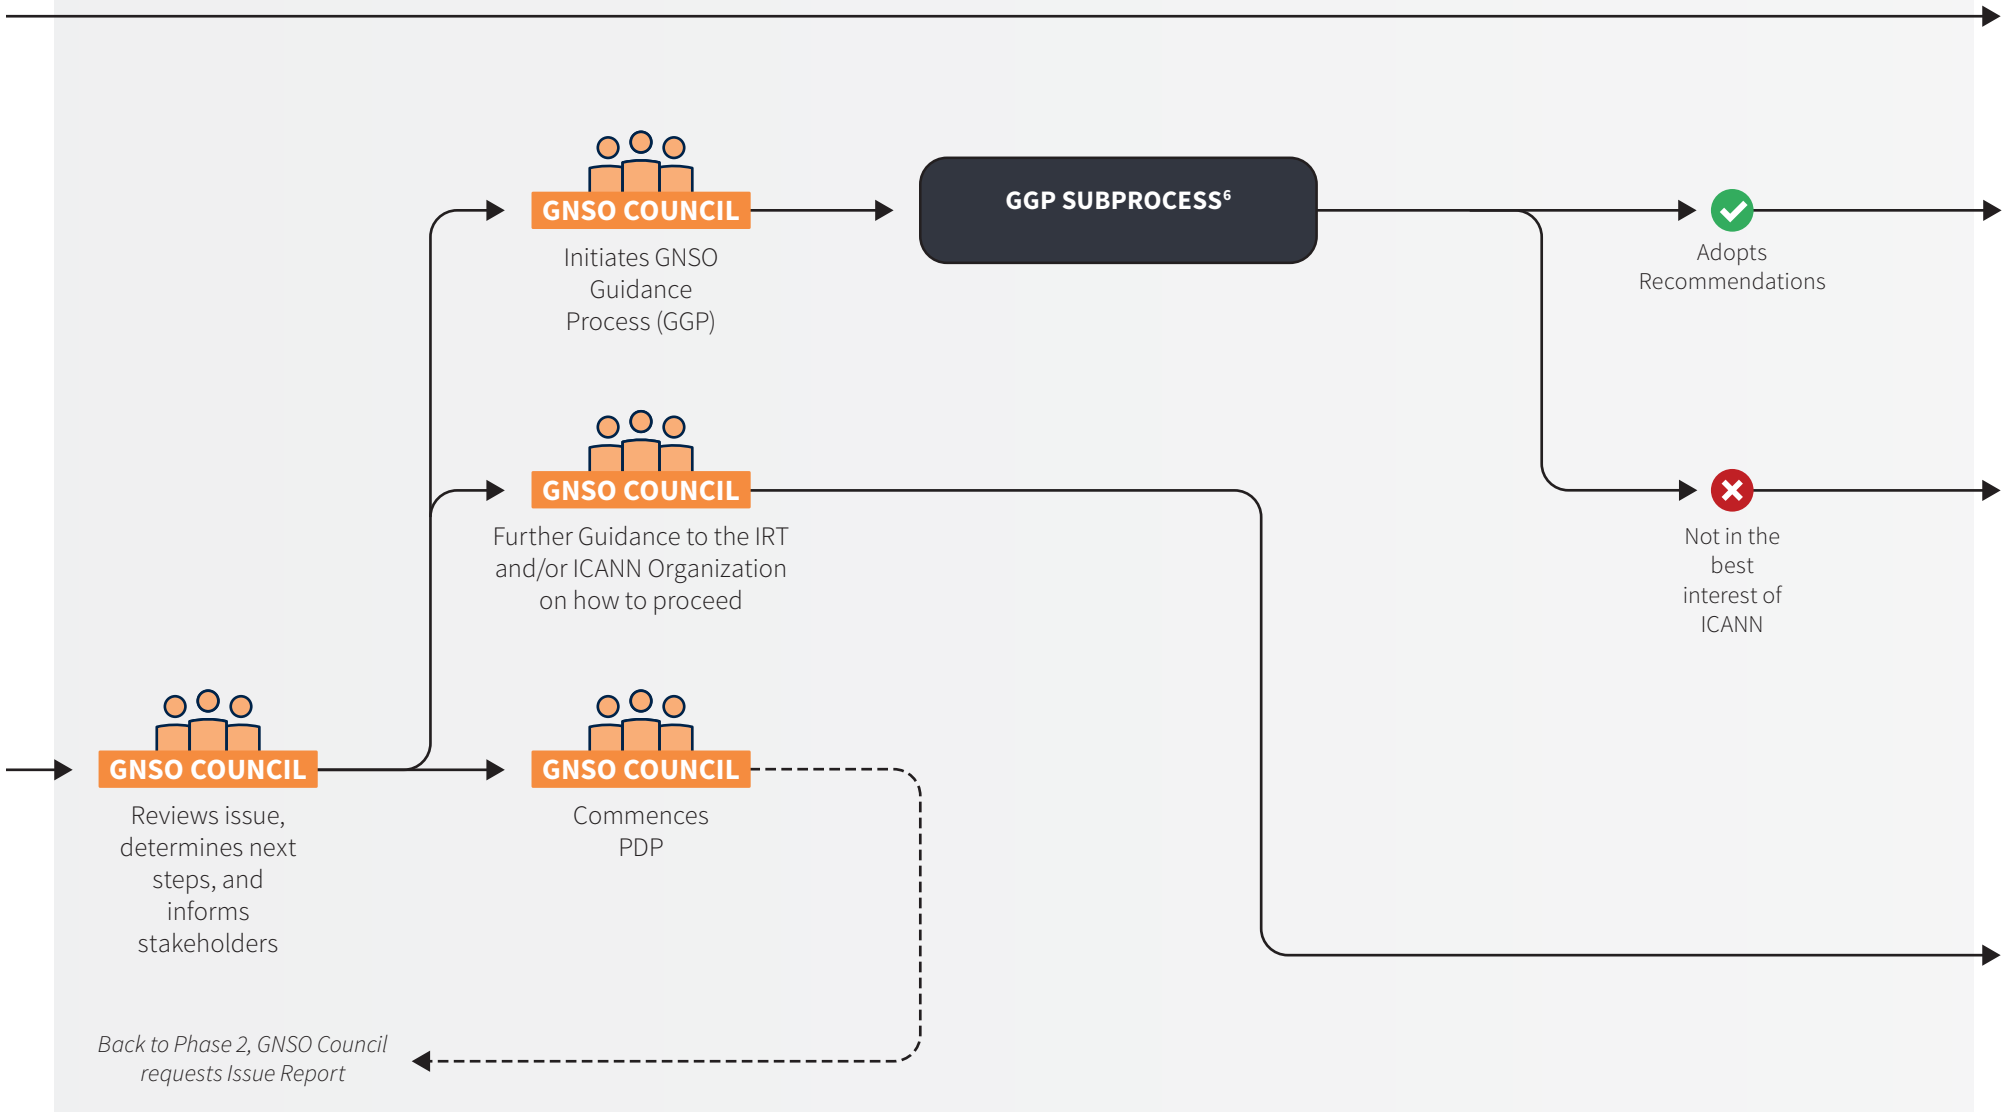 GNSO COUNCIL
Initiates GNSO
Guidance
Process (GGP)
GGP SUBPROCESS⁶
Adopts
Recommendations
GNSO COUNCIL
Further Guidance to the IRT
and/or ICANN Organization
on how to proceed
Not in the
best
interest of
ICANN
GNSO COUNCIL
Reviews issue,
determines next
steps, and
informs
stakeholders
GNSO COUNCIL
Commences
PDP
Back to Phase 2, GNSO Council
requests Issue Report